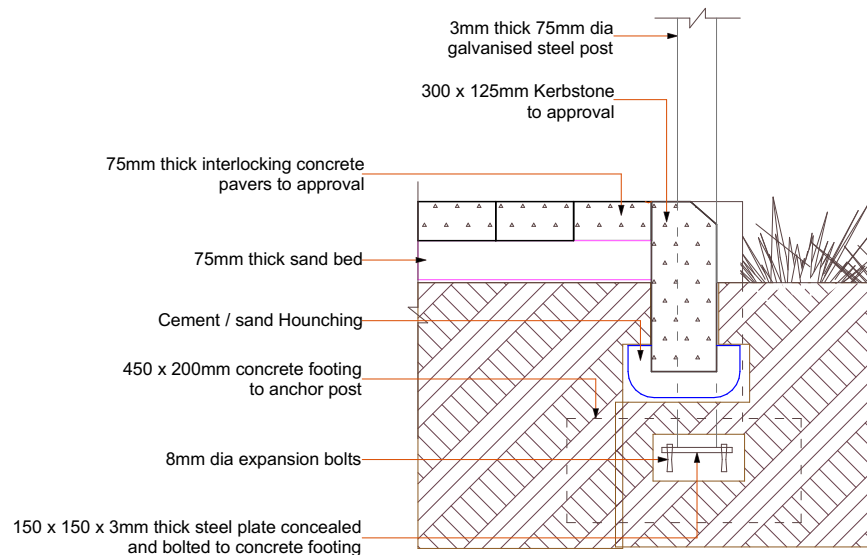 3mm thick 75mm dia
galvanised steel post
300 x 125mm Kerbstone
to approval
75mm thick interlocking concrete
pavers to approval
75mm thick sand bed
Cement / sand Hounching
450 x 200mm concrete footing
to anchor post
8mm dia expansion bolts
150 x 150 x 3mm thick steel plate concealed
and bolted to concrete footing